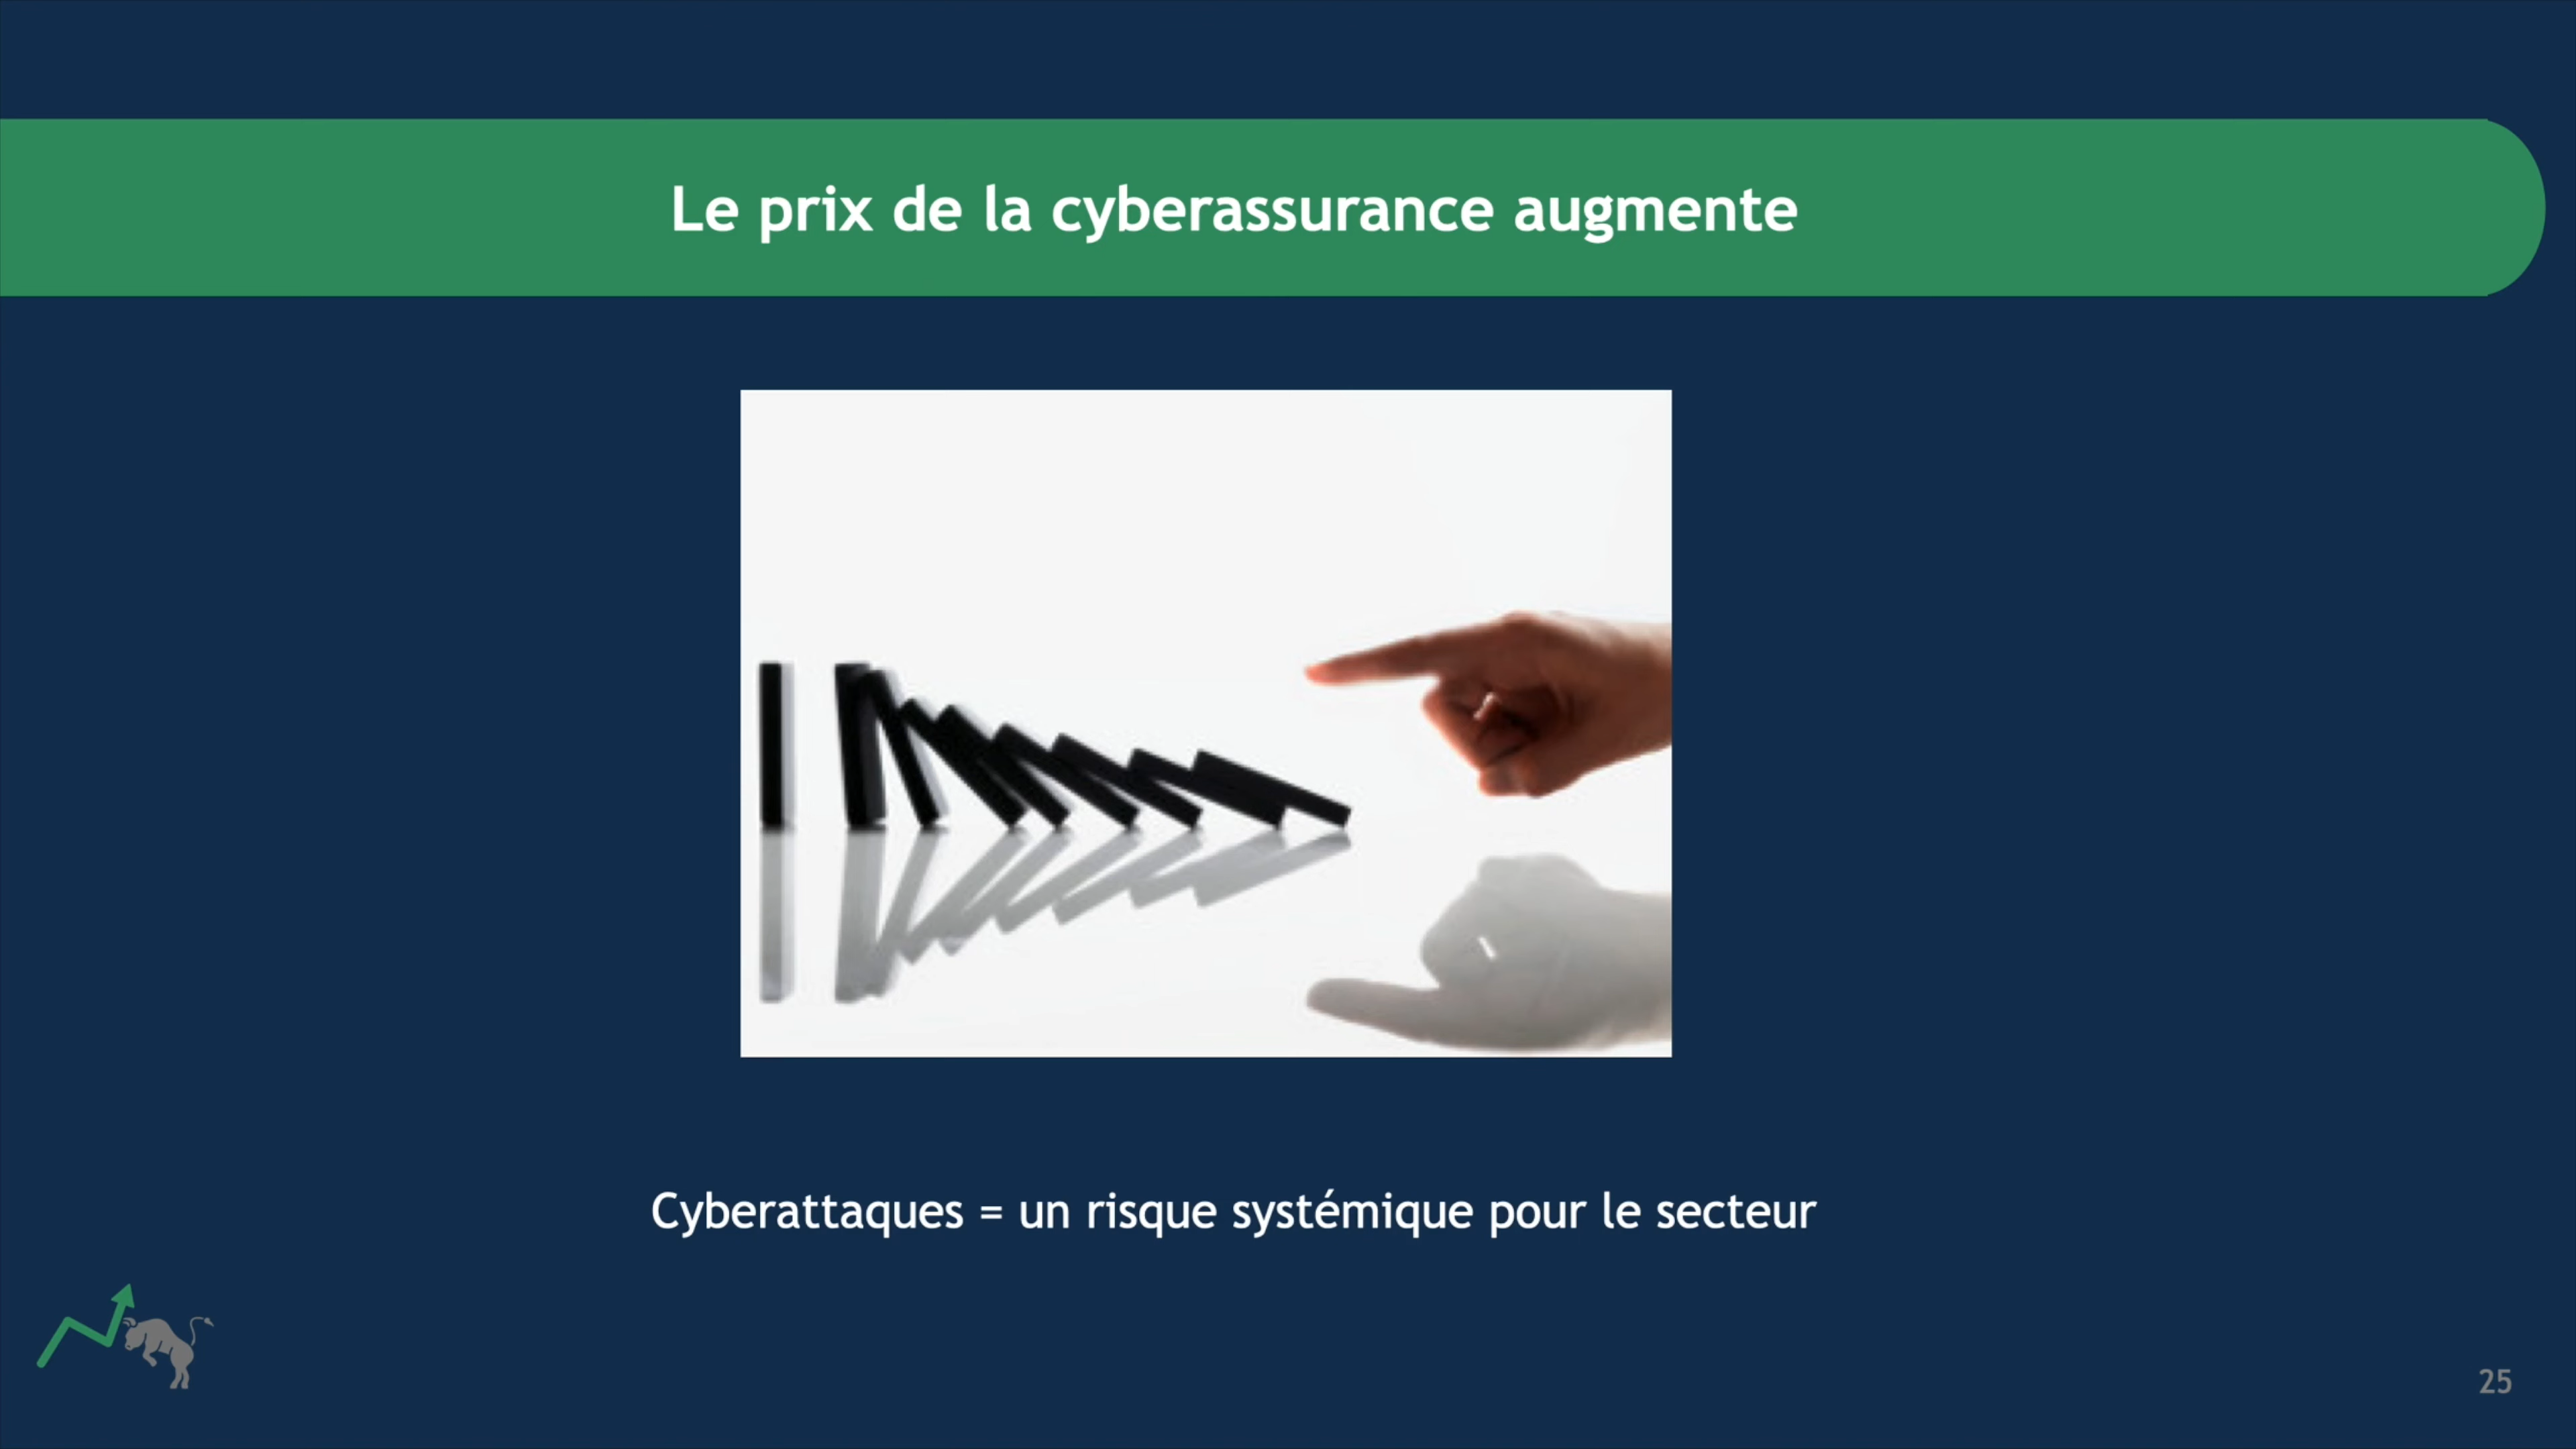 Le prix de la cyberassurance augmente
Cyberattaques = un risque systémique pour le secteur
25